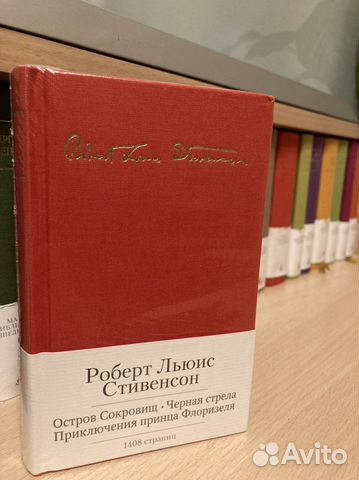 Роберт Льюис
Стивенсон
Остров Сокровищ • Черная стрела
Приключения принца Флоризеля
1408 страниц
Avito